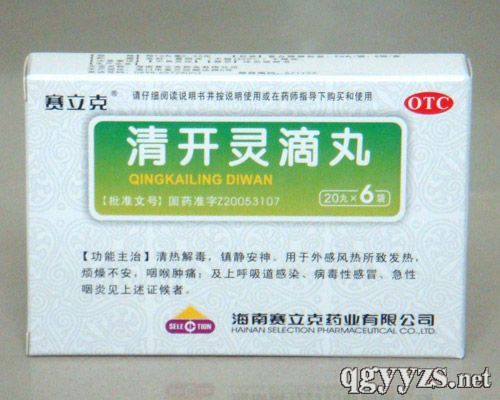 赛立克®
请仔细阅读说明书并按说明使用或在药师指导下购买和使用
OTC
清开灵滴丸
QINGKAILING DIWAN
【批准文号】国药准字Z20053107
20丸×6袋
【功能主治】清热解毒，镇静安神。用于外感风热所致发热，
烦燥不安，咽喉肿痛；及上呼吸道感染、病毒性感冒、急性
咽炎见上述证候者。
SELECTION
海南赛立克药业有限公司
HAINAN SELECTION PHARMACEUTICAL CO.,LTD.
qgyyzs.net